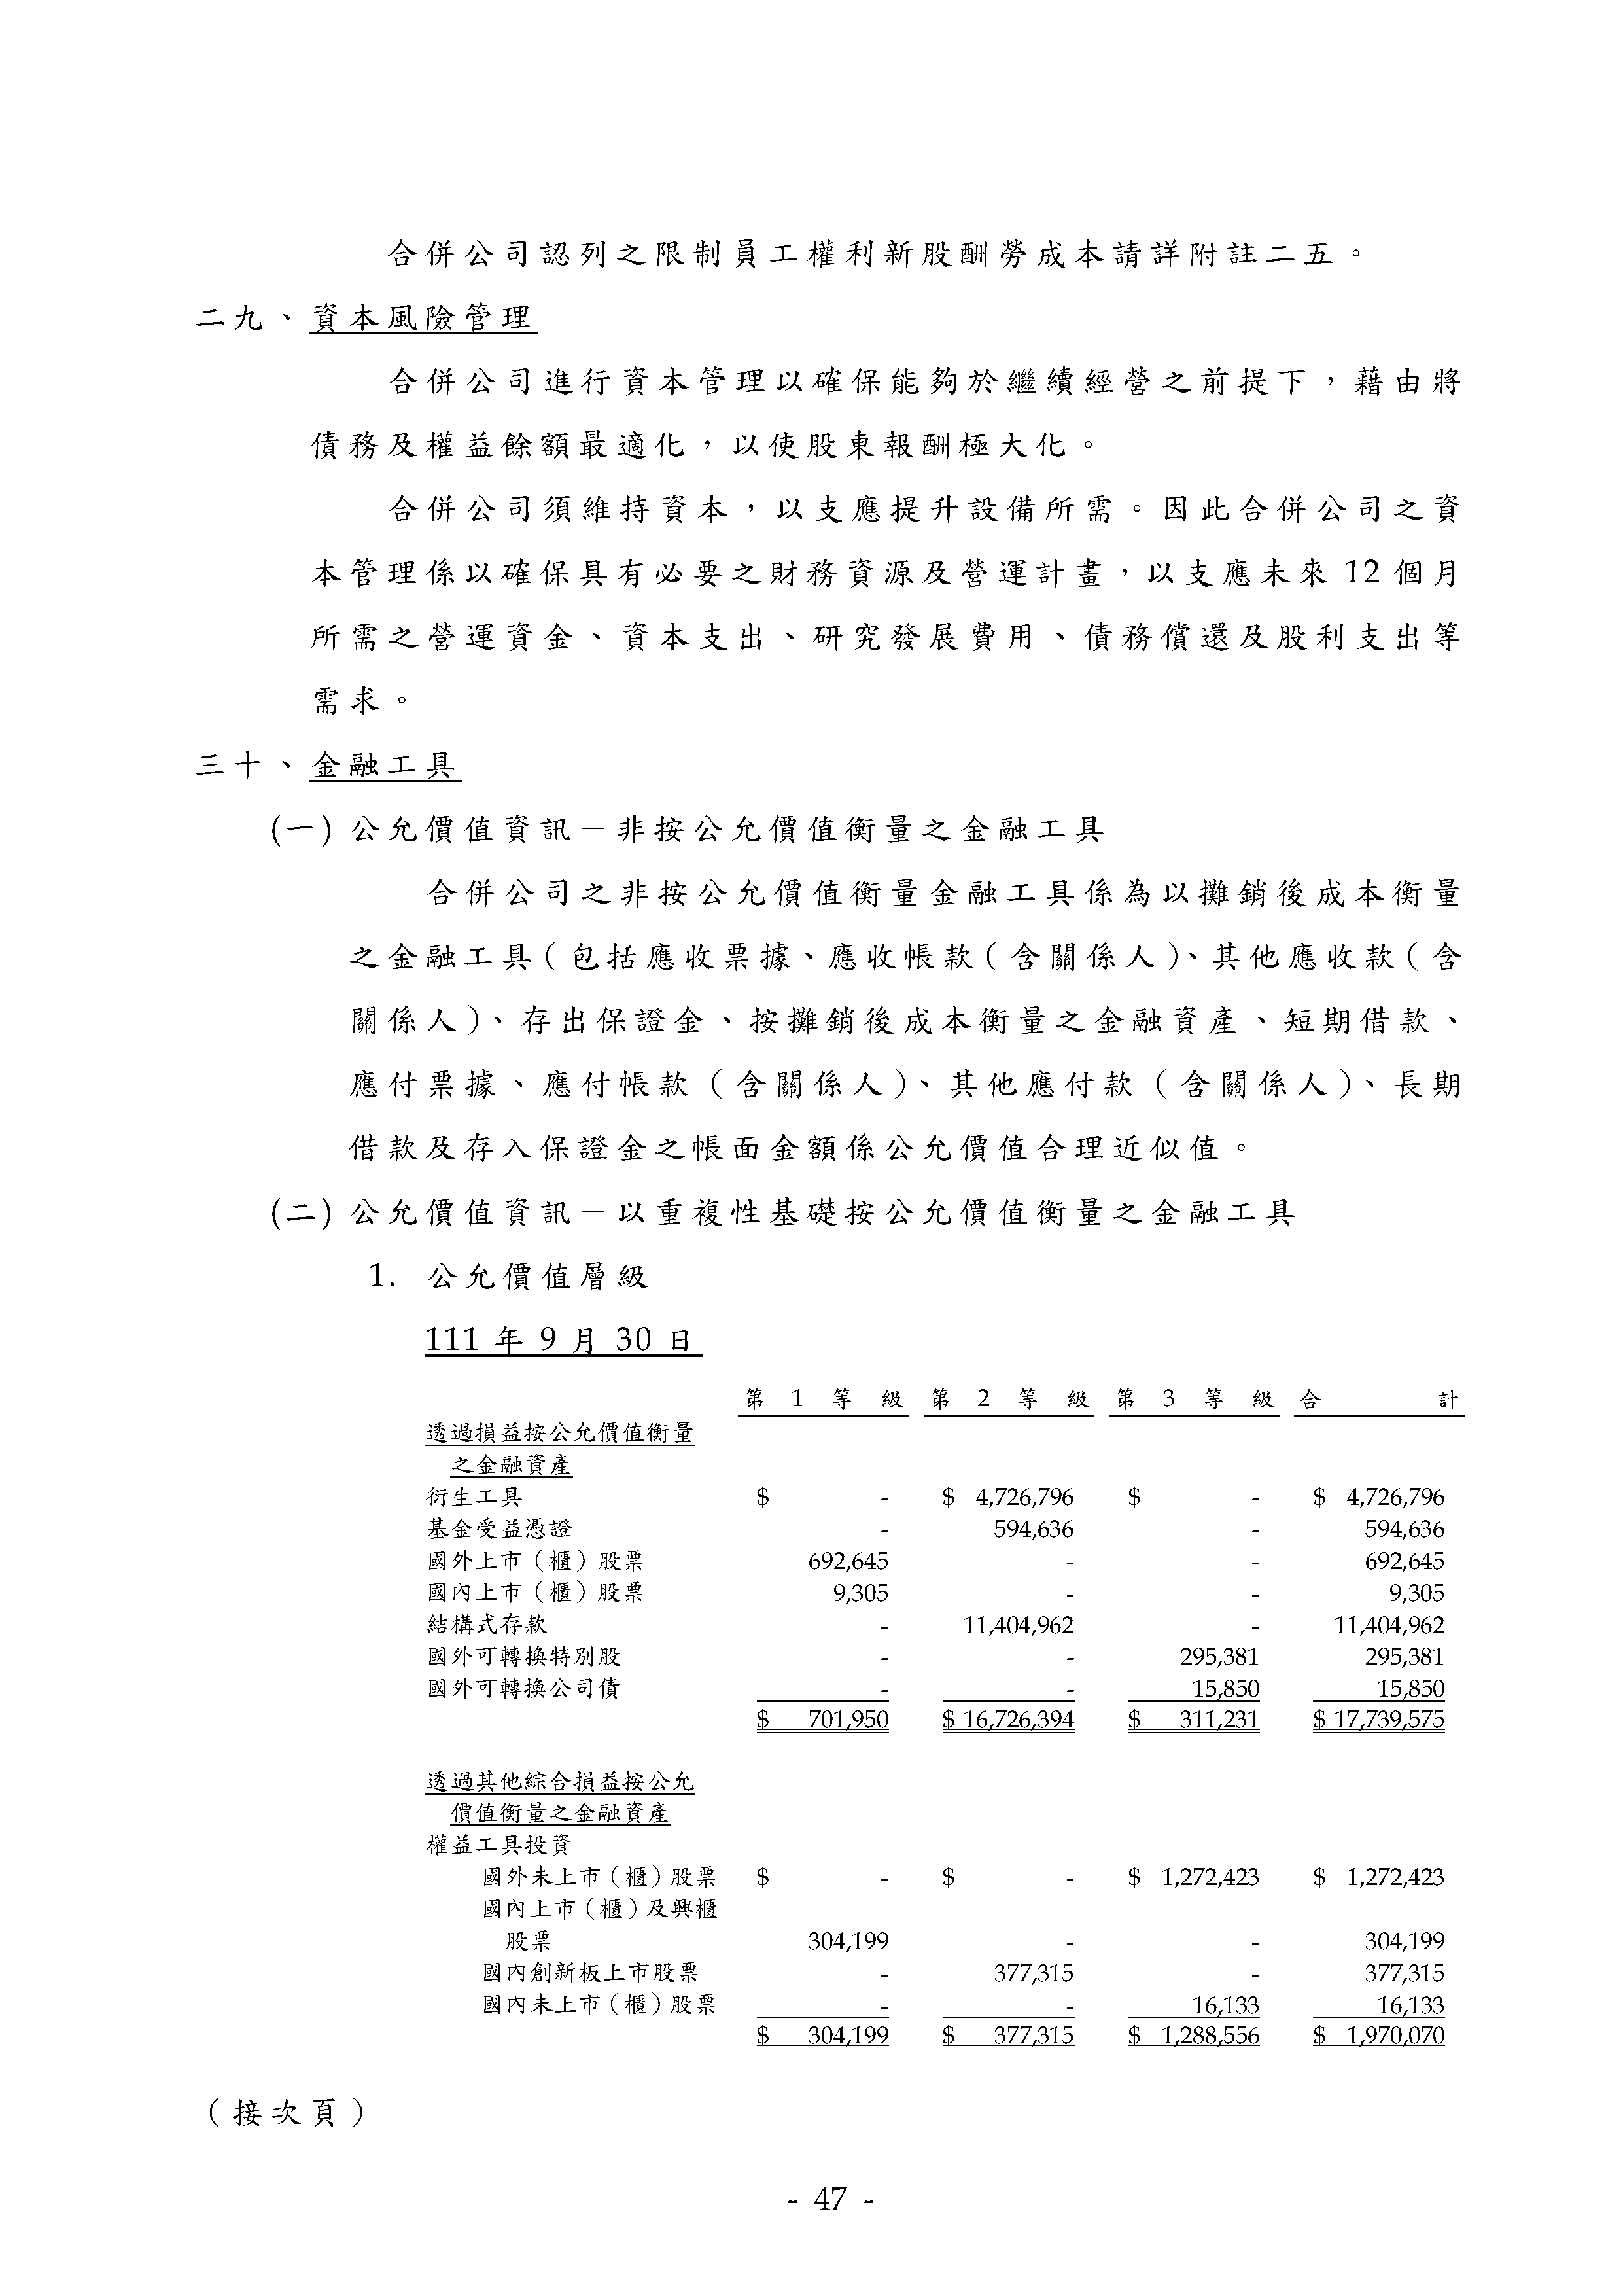 合併公司認列之限制員工權利新股酬勞成本請詳附註二五。
二九、資本風險管理
合併公司進行資本管理以確保能夠於繼續經營之前提下，藉由將
債務及權益餘額最適化，以使股東報酬極大化。
合併公司須維持資本，以支應提升設備所需。因此合併公司之資
本管理係以確保具有必要之財務資源及營運計畫，以支應未來 12 個月
所需之營運資金、資本支出、研究發展費用、債務償還及股利支出等
需求。
三十、金融工具
(一) 公允價值資訊－非按公允價值衡量之金融工具
合併公司之非按公允價值衡量金融工具係為以攤銷後成本衡量
之金融工具（包括應收票據、應收帳款（含關係人）、其他應收款（含
關係人）、存出保證金、按攤銷後成本衡量之金融資產、短期借款、
應付票據、應付帳款（含關係人）、其他應付款（含關係人）、長期
借款及存入保證金之帳面金額係公允價值合理近似值。
(二) 公允價值資訊－以重複性基礎按公允價值衡量之金融工具
1. 公允價值層級
111 年 9 月 30 日
第 1 等 級 第 2 等 級 第 3 等 級 合 計
透過損益按公允價值衡量
之金融資產
衍生工具 $ - $ 4,726,796 $ - $ 4,726,796
基金受益憑證 - 594,636 - 594,636
國外上市（櫃）股票 692,645 - - 692,645
國內上市（櫃）股票 9,305 - - 9,305
結構式存款 - 11,404,962 - 11,404,962
國外可轉換特別股 - - 295,381 295,381
國外可轉換公司債 - - 15,850 15,850
$ 701,950 $ 16,726,394 $ 311,231 $ 17,739,575
透過其他綜合損益按公允
價值衡量之金融資產
權益工具投資
國外未上市（櫃）股票 $ - $ - $ 1,272,423 $ 1,272,423
國內上市（櫃）及興櫃
股票 304,199 - - 304,199
國內創新板上市股票 - 377,315 - 377,315
國內未上市（櫃）股票 - - 16,133 16,133
$ 304,199 $ 377,315 $ 1,288,556 $ 1,970,070
（接次頁）
- 47 -